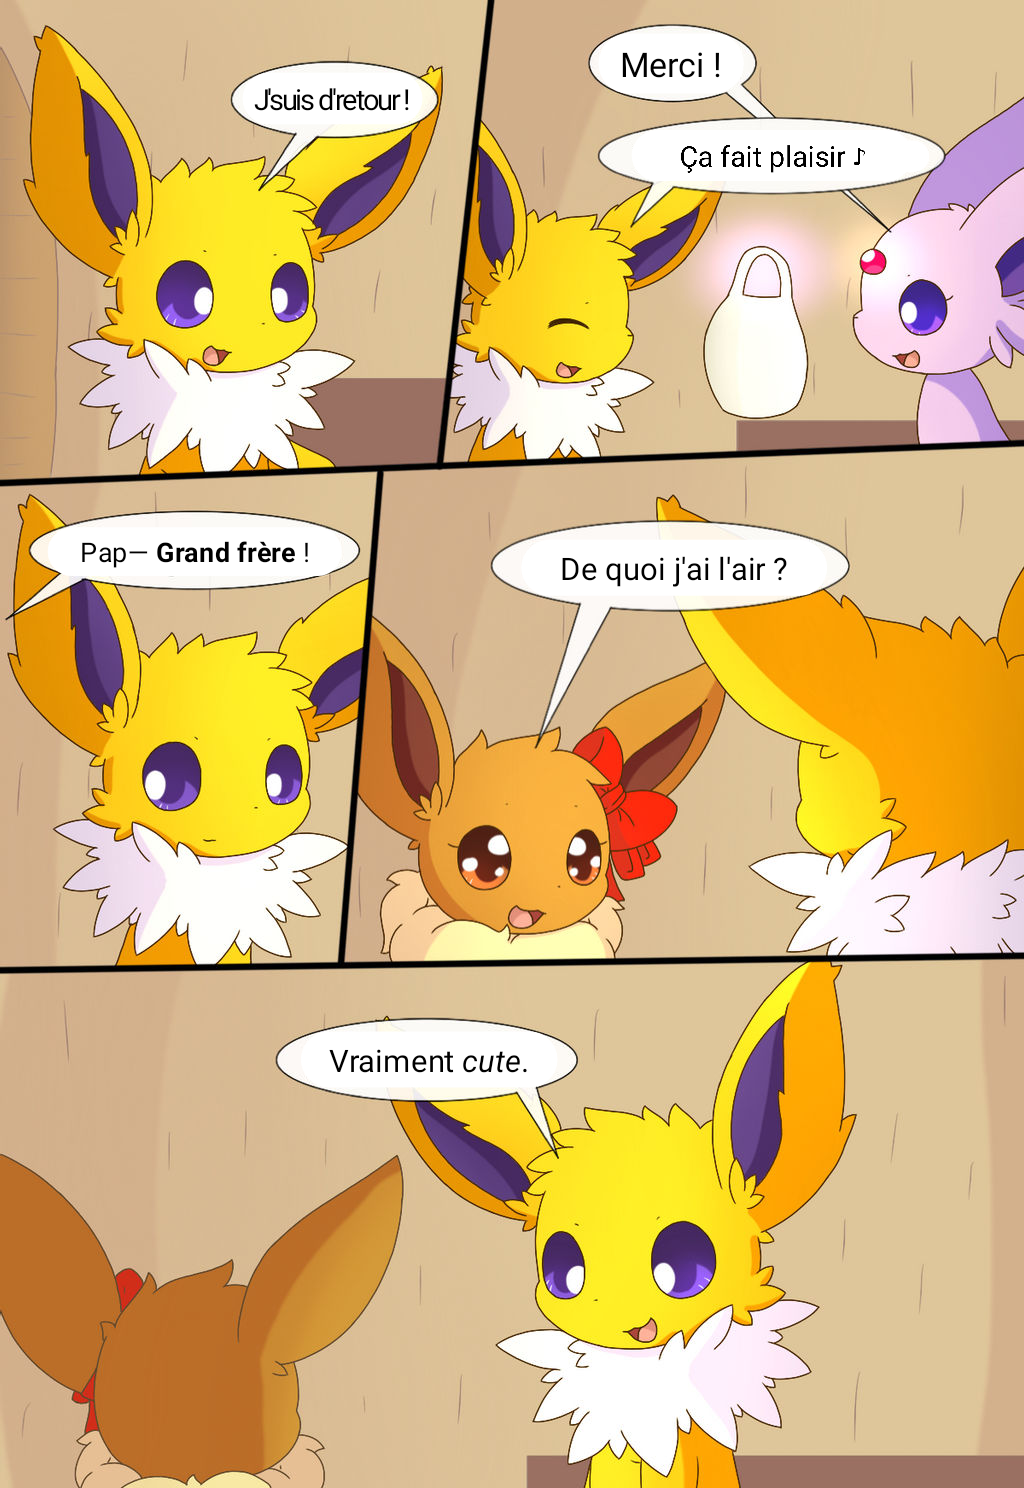 J'suis d'retour !
Merci !
Ça fait plaisir ♪
Pap— Grand frère !
De quoi j'ai l'air ?
Vraiment cute.